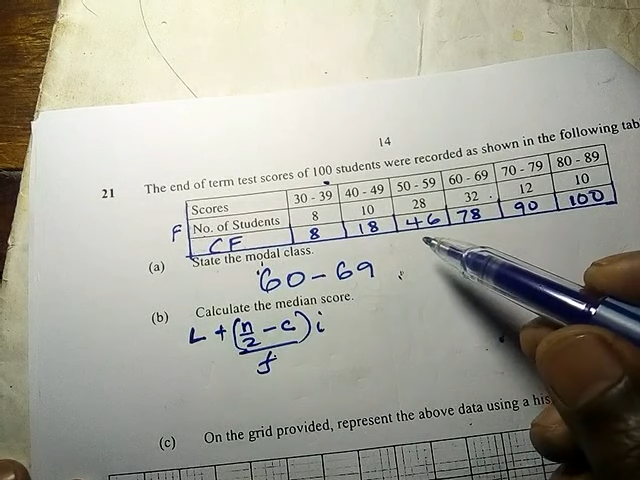 14
21 The end of term test scores of 100 students were recorded as shown in the following tab
Scores 30 - 39 40 - 49 50 - 59 60 - 69 70 - 79 80 - 89
F No. of Students 8 10 28 32 12 10
CF 8 18 46 78 90 100
(a) State the modal class.
60 - 69
(b) Calculate the median score.
L + (n/2 - c / f) i
(c) On the grid provided, represent the above data using a his